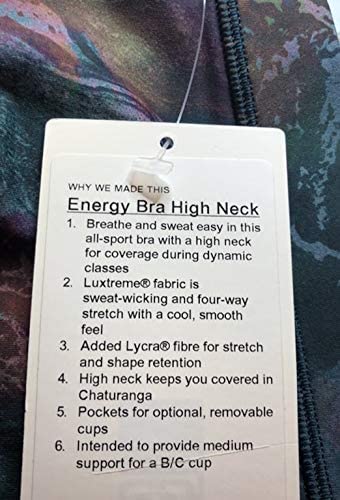 WHY WE MADE THIS
Energy Bra High Neck
1. Breathe and sweat easy in this
all-sport bra with a high neck
for coverage during dynamic
classes
2. Luxtreme® fabric is
sweat-wicking and four-way
stretch with a cool, smooth
feel
3. Added Lycra® fibre for stretch
and shape retention
4. High neck keeps you covered in
Chaturanga
5. Pockets for optional, removable
cups
6. Intended to provide medium
support for a B/C cup